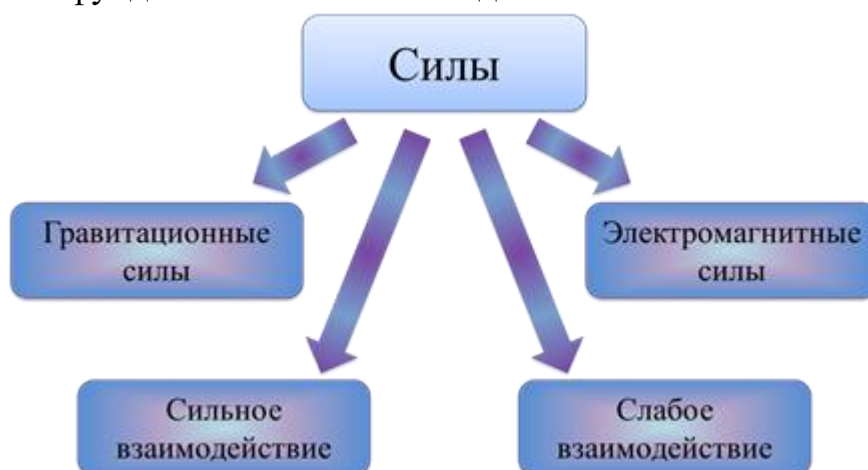 Силы
Гравитационные
силы
Электромагнитные
силы
Сильное
взаимодействие
Слабое
взаимодействие